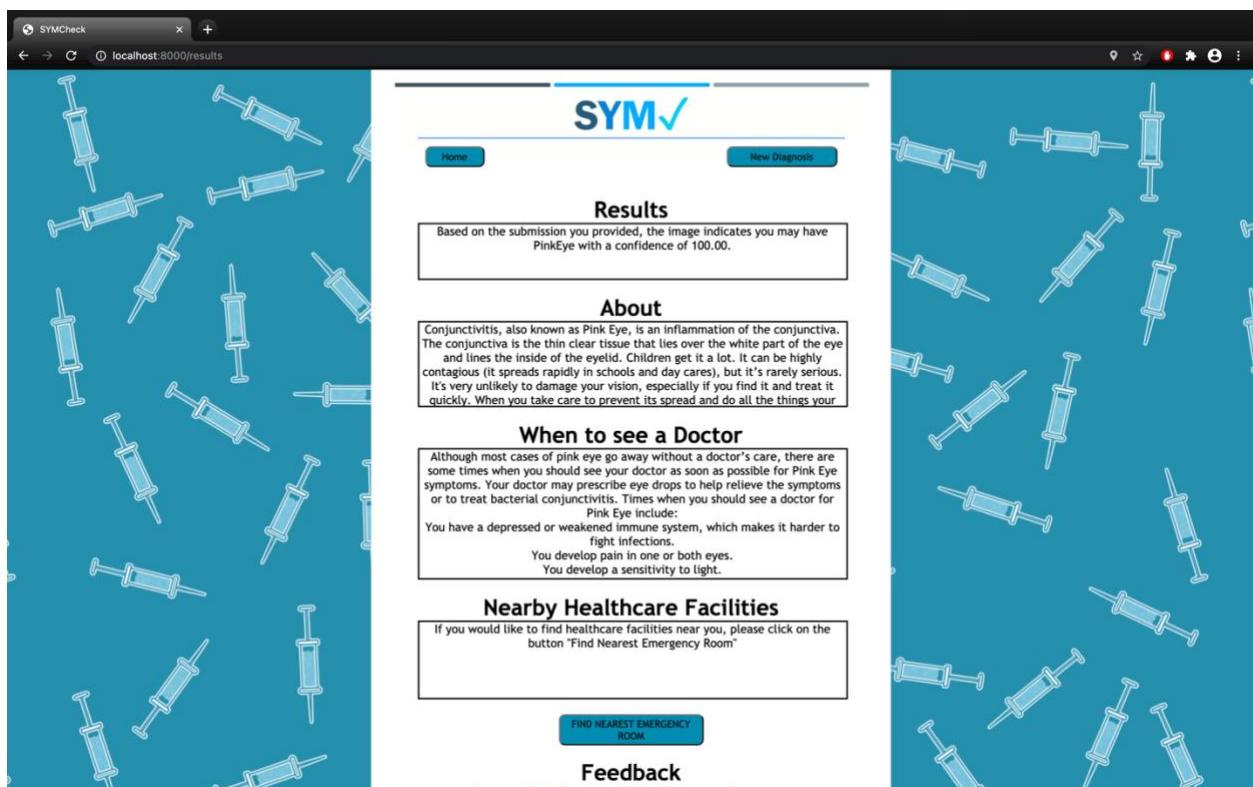 SYMCheck
localhost:8000/results
SYM✓
Home
New Diagnosis
Results
Based on the submission you provided, the image indicates you may have
PinkEye with a confidence of 100.00.
About
Conjunctivitis, also known as Pink Eye, is an inflammation of the conjunctiva.
The conjunctiva is the thin clear tissue that lies over the white part of the eye
and lines the inside of the eyelid. Children get it a lot. It can be highly
contagious (it spreads rapidly in schools and day cares), but it’s rarely serious.
It's very unlikely to damage your vision, especially if you find it and treat it
quickly. When you take care to prevent its spread and do all the things your
When to see a Doctor
Although most cases of pink eye go away without a doctor’s care, there are
some times when you should see your doctor as soon as possible for Pink Eye
symptoms. Your doctor may prescribe eye drops to help relieve the symptoms
or to treat bacterial conjunctivitis. Times when you should see a doctor for
Pink Eye include:
You have a depressed or weakened immune system, which makes it harder to
fight infections.
You develop pain in one or both eyes.
You develop a sensitivity to light.
Nearby Healthcare Facilities
If you would like to find healthcare facilities near you, please click on the
button "Find Nearest Emergency Room"
FIND NEAREST EMERGENCY
ROOM
Feedback